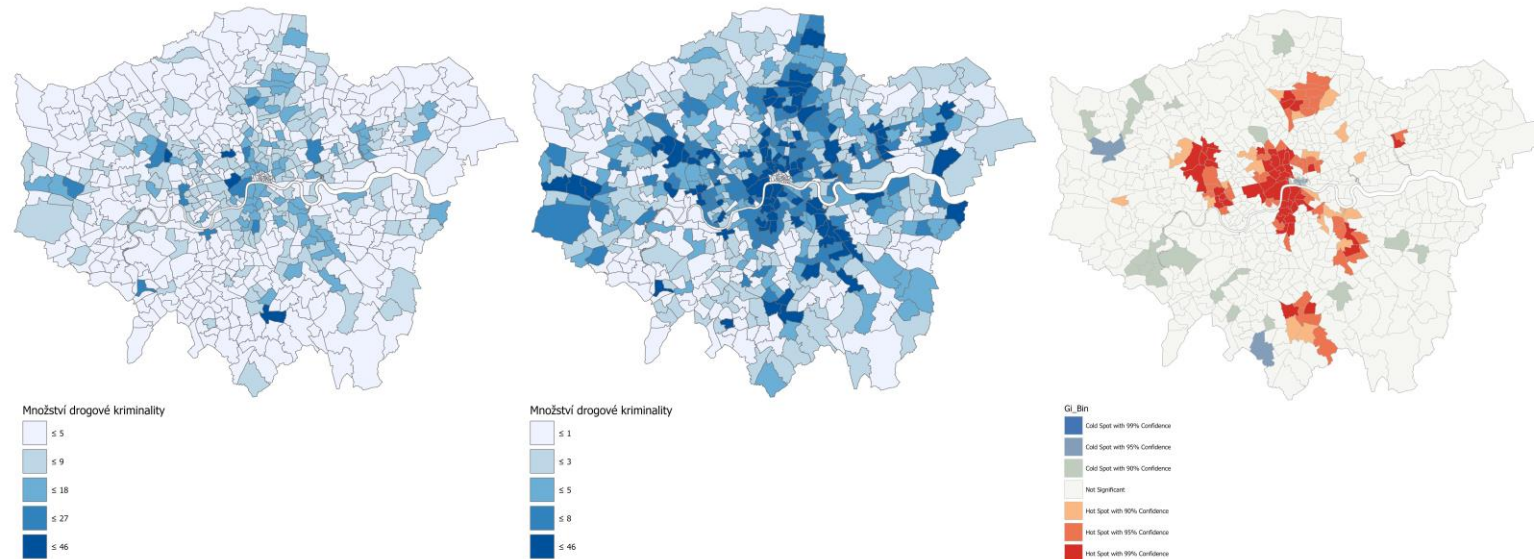 Množství drogové kriminality
≤ 5
≤ 9
≤ 18
≤ 27
≤ 46
Množství drogové kriminality
≤ 1
≤ 3
≤ 5
≤ 8
≤ 46
Gi_Bin
Cold Spot with 99% Confidence
Cold Spot with 95% Confidence
Cold Spot with 90% Confidence
Not Significant
Hot Spot with 90% Confidence
Hot Spot with 95% Confidence
Hot Spot with 99% Confidence